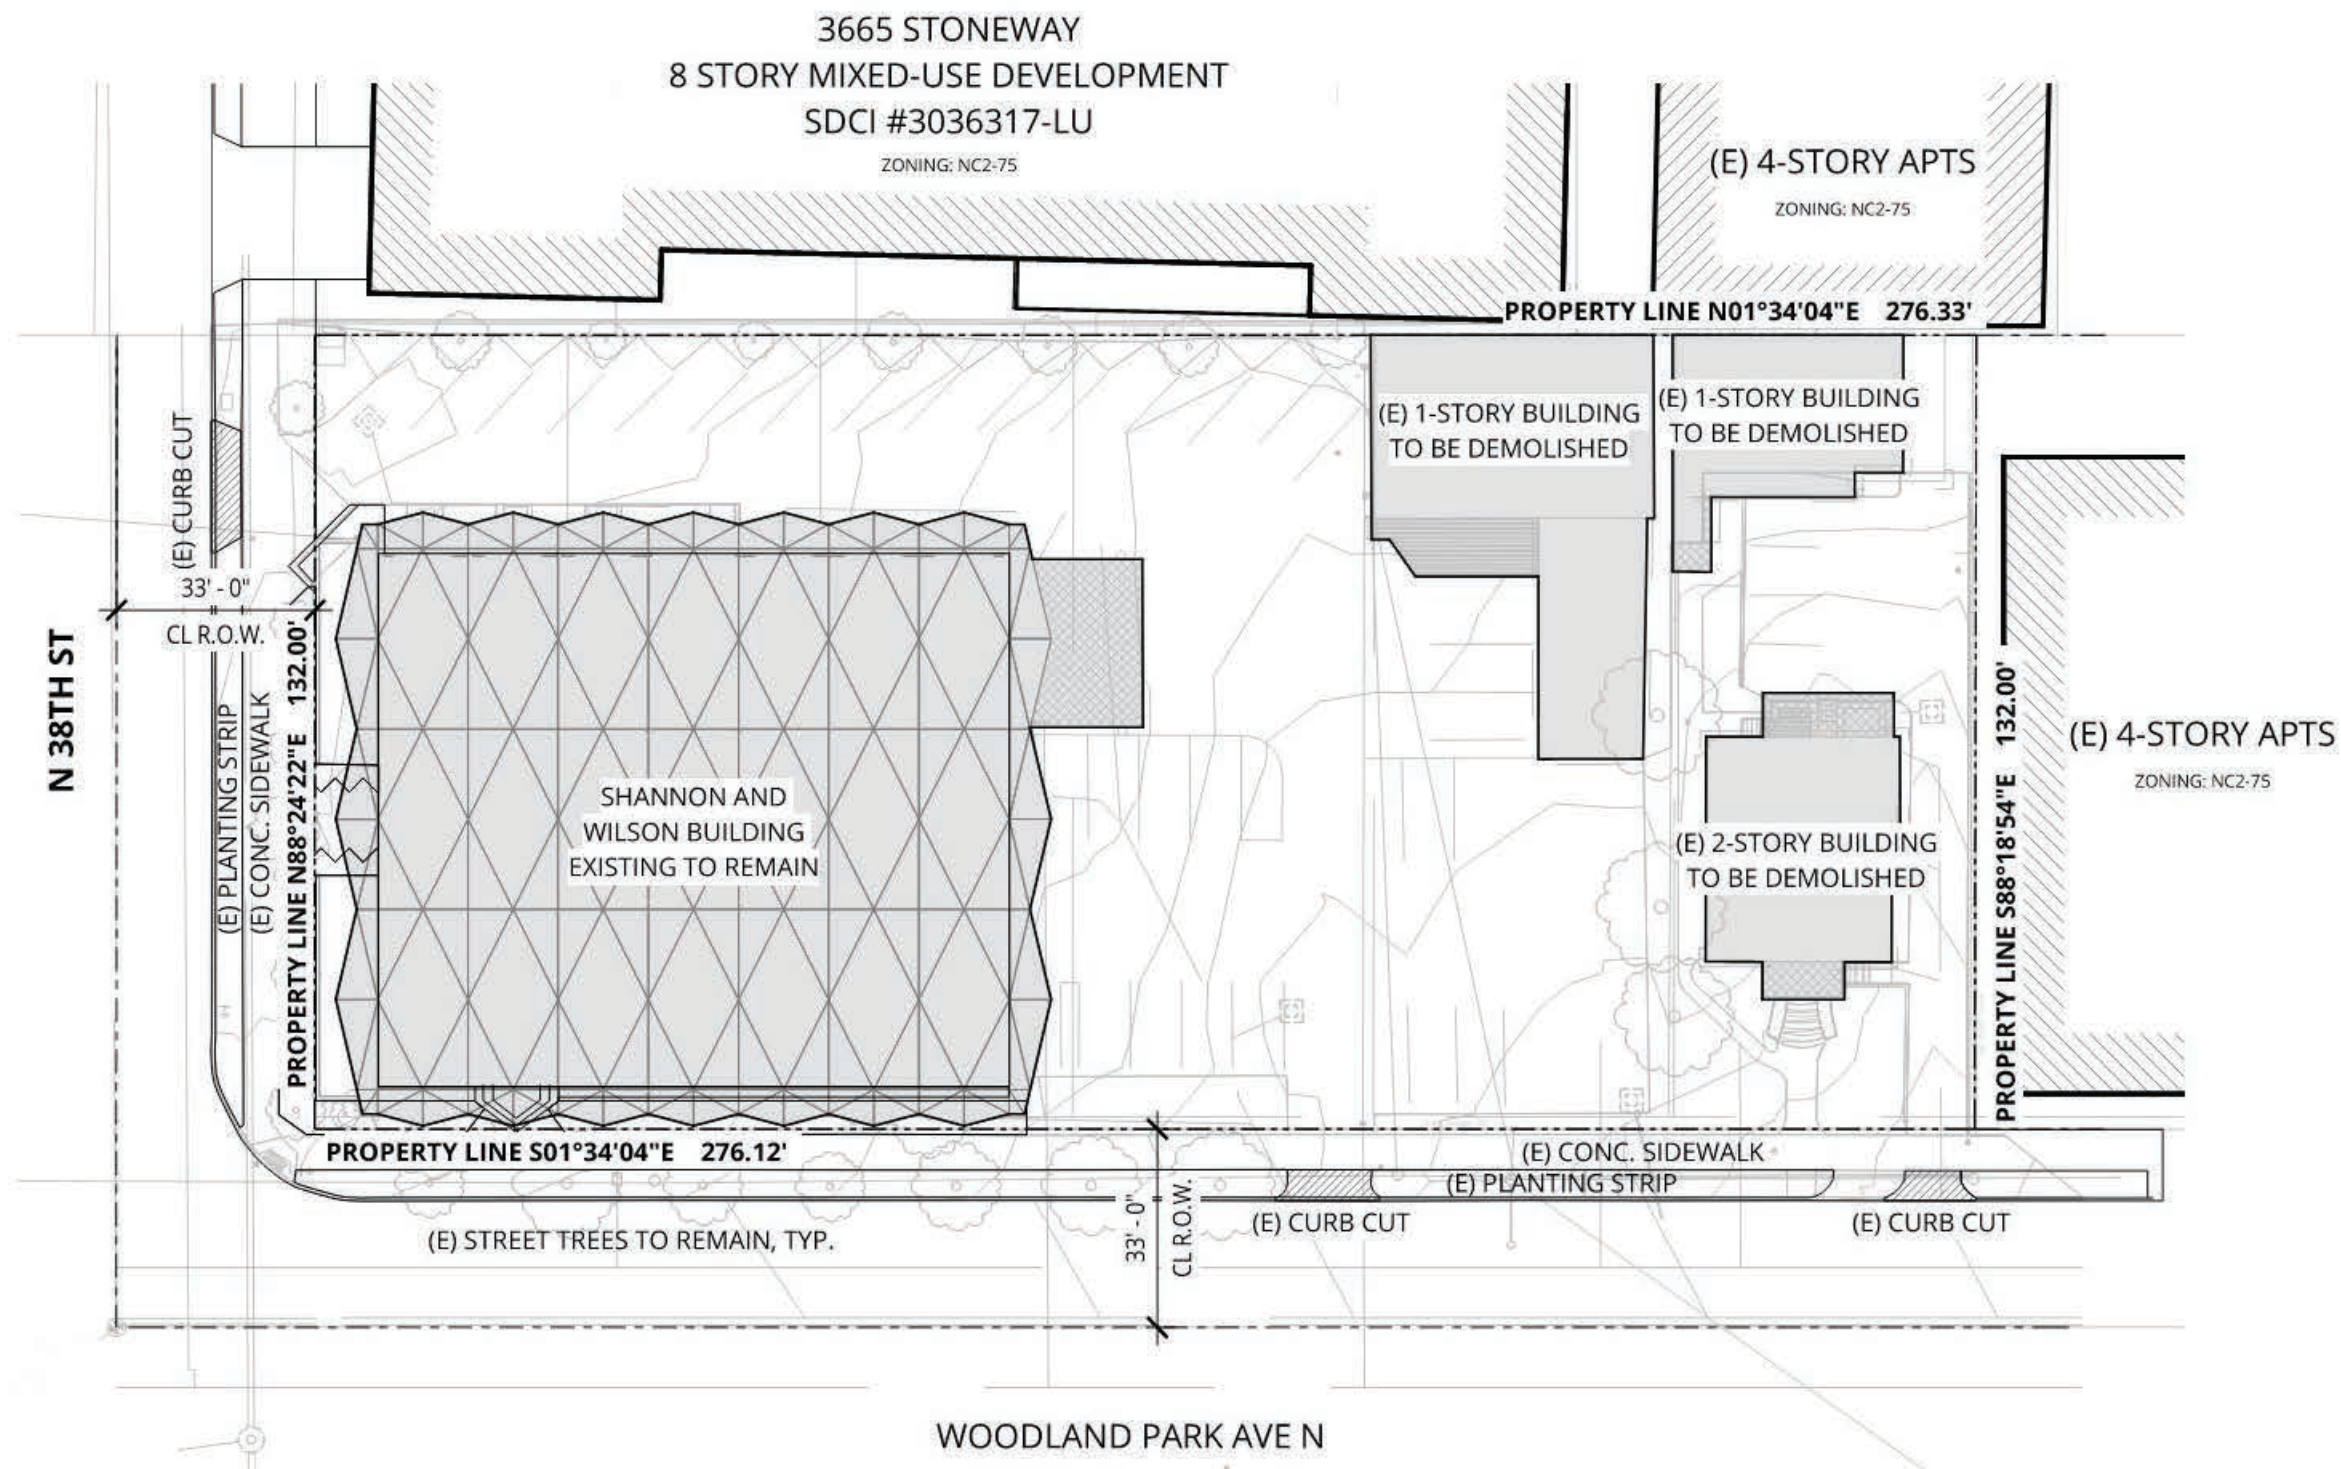 3665 STONEWAY
8 STORY MIXED-USE DEVELOPMENT
SDCI #3036317-LU
ZONING: NC2-75
(E) 4-STORY APTS
ZONING: NC2-75
PROPERTY LINE N01°34'04"E 276.33'
(E) 1-STORY BUILDING
TO BE DEMOLISHED
(E) 1-STORY BUILDING
TO BE DEMOLISHED
(E) CURB CUT
33' - 0"
CL R.O.W.
N 38TH ST
(E) PLANTING STRIP
(E) CONC. SIDEWALK
PROPERTY LINE N88°24'22"E 132.00'
SHANNON AND
WILSON BUILDING
EXISTING TO REMAIN
(E) 2-STORY BUILDING
TO BE DEMOLISHED
PROPERTY LINE S88°18'54"E 132.00'
(E) 4-STORY APTS
ZONING: NC2-75
PROPERTY LINE S01°34'04"E 276.12'
(E) CONC. SIDEWALK
(E) PLANTING STRIP
(E) STREET TREES TO REMAIN, TYP.
33' - 0"
CL R.O.W.
(E) CURB CUT
(E) CURB CUT
WOODLAND PARK AVE N